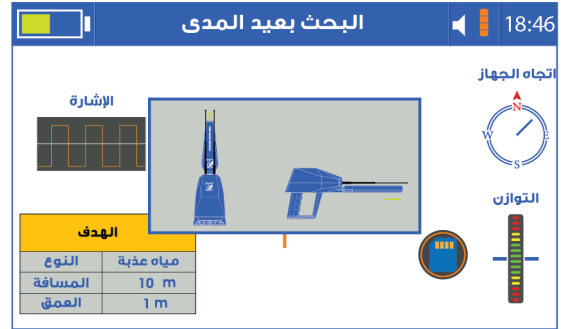 البحث بعيد المدى
18:46
اتجاه الجهاز
N
W
E
S
الإشارة
التوازن
الهدف
النوع مياه عذبة
المسافة 10 m
العمق 1 m